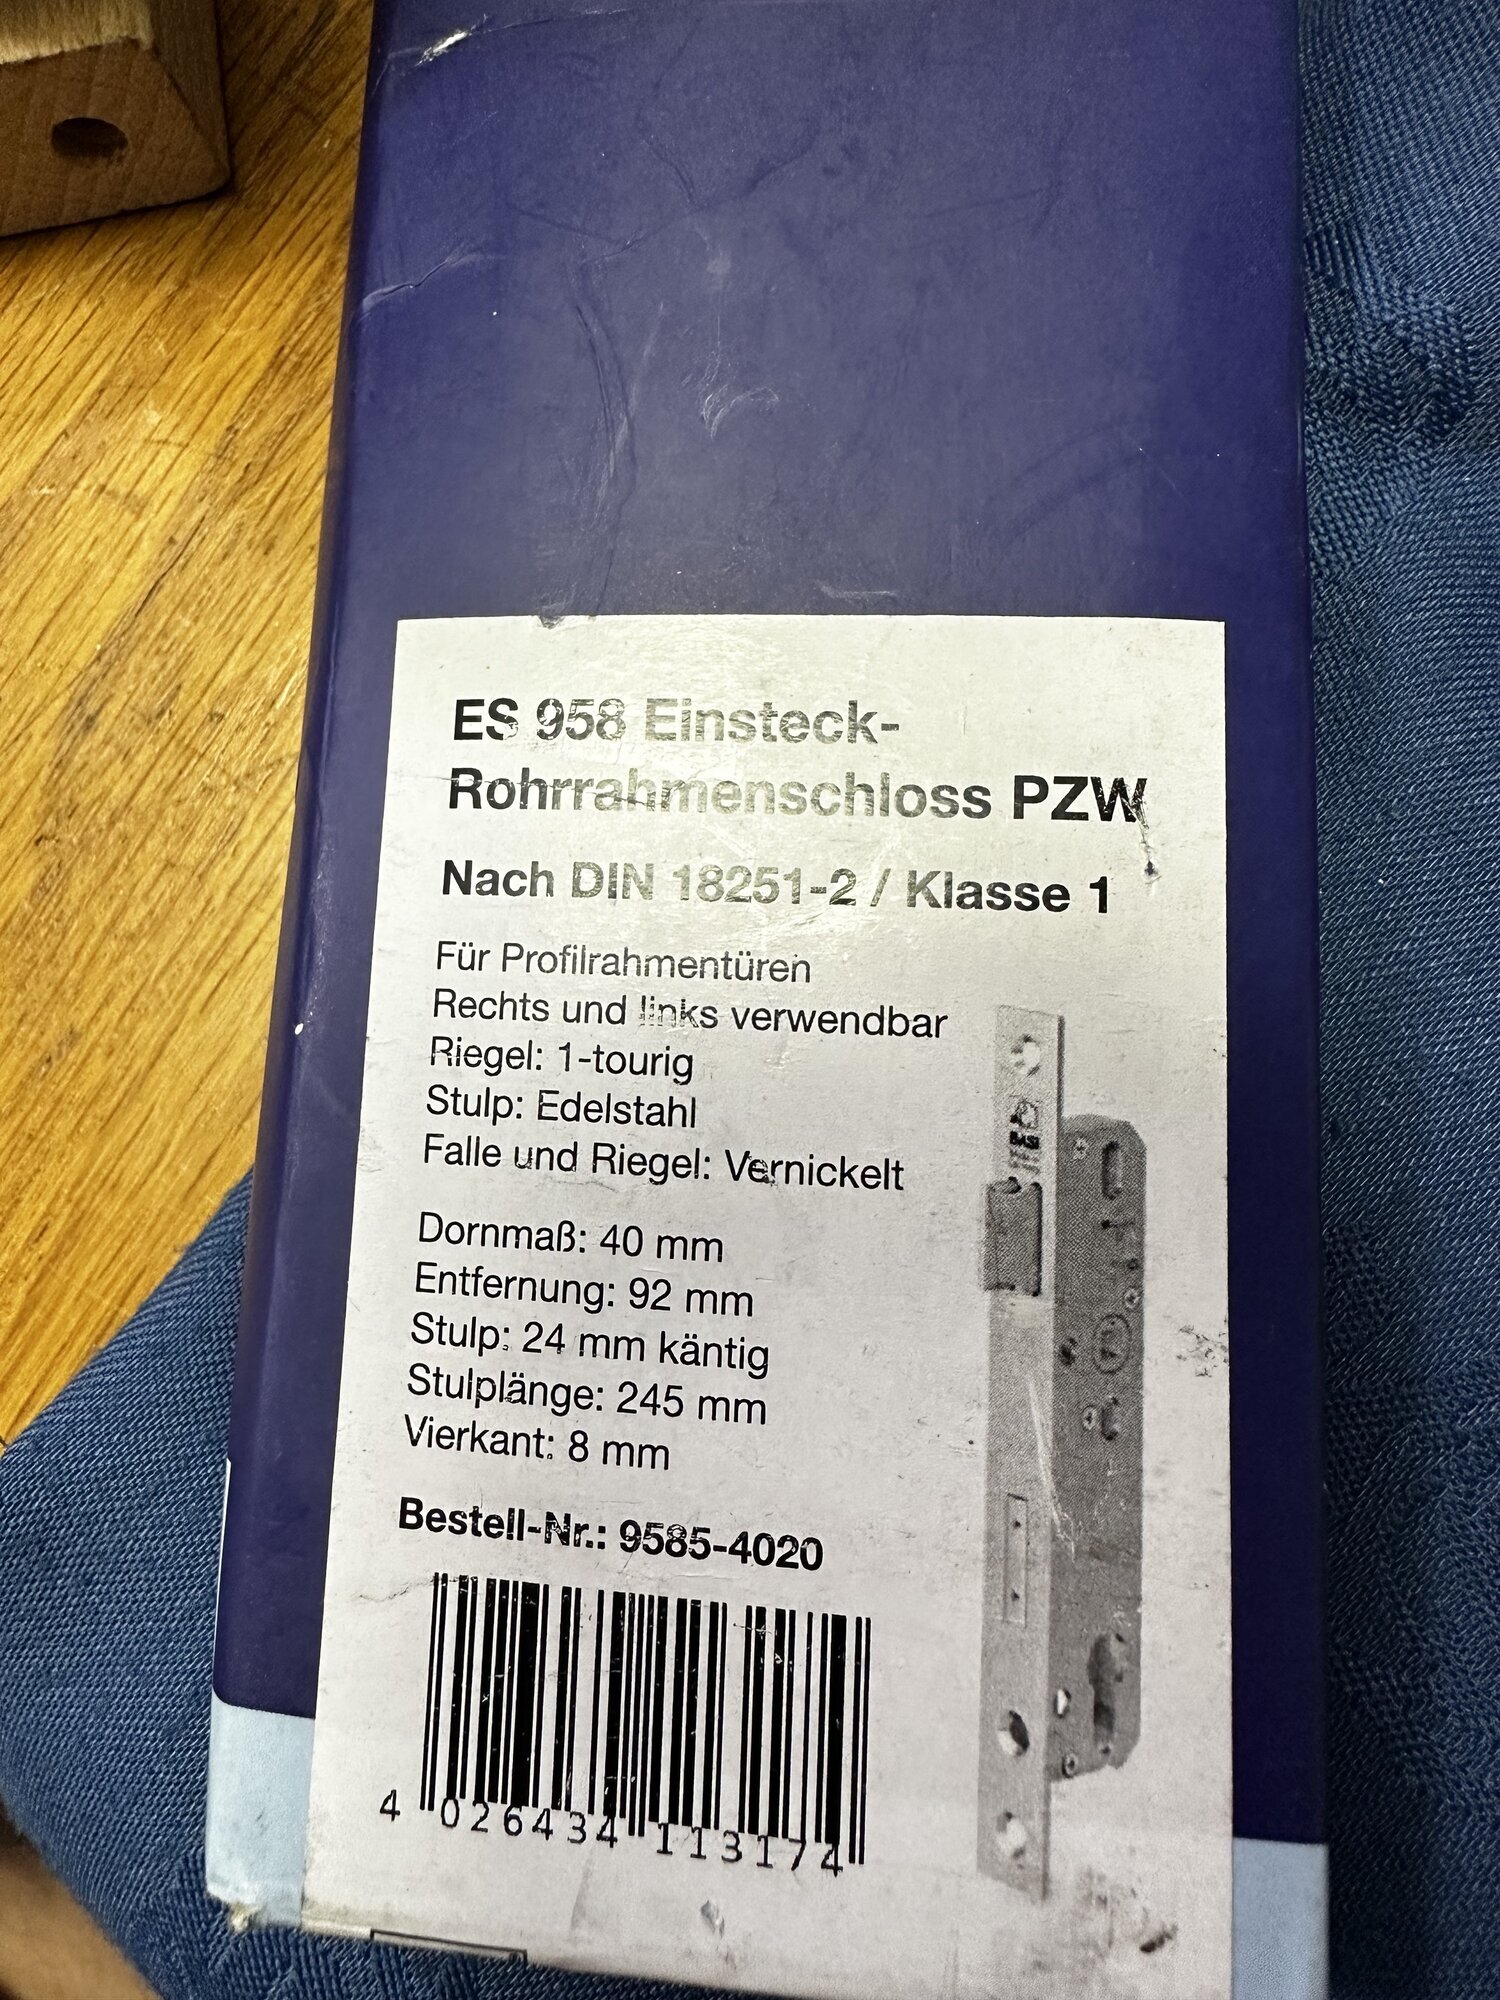 ES 958 Einsteck-
Rohrrahmenschloss PZW
Nach DIN 18251-2 / Klasse 1
Für Profilrahmentüren
Rechts und links verwendbar
Riegel: 1-tourig
Stulp: Edelstahl
Falle und Riegel: Vernickelt
Dornmaß: 40 mm
Entfernung: 92 mm
Stulp: 24 mm käntig
Stulplänge: 245 mm
Vierkant: 8 mm
Bestell-Nr.: 9585-4020
4 026434 113174